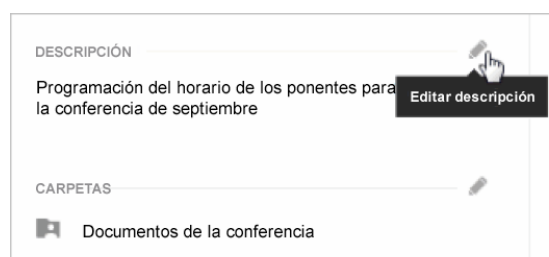 DESCRIPCIÓN
Programación del horario de los ponentes para
la conferencia de septiembre
Editar descripción
CARPETAS
Documentos de la conferencia